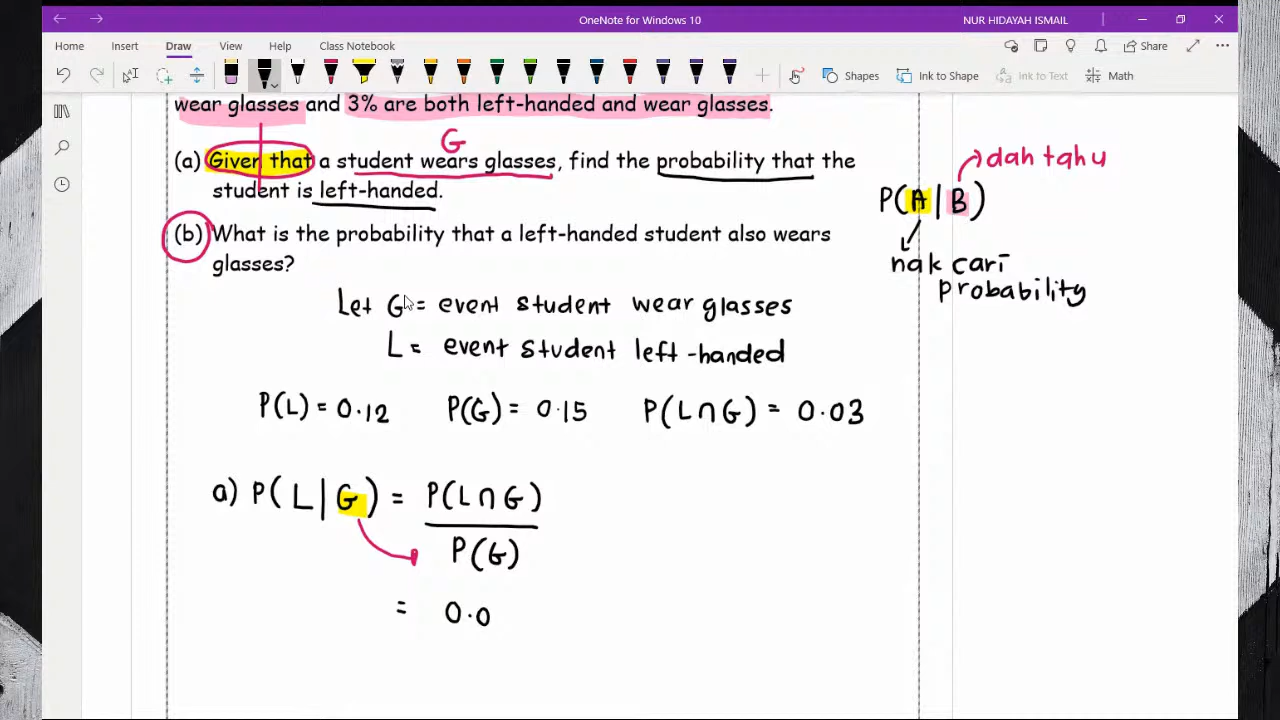 OneNote for Windows 10
NUR HIDAYAH ISMAIL
Home Insert Draw View Help Class Notebook
Share
Shapes Ink to Shape Ink to Text Math
wear glasses and 3% are both left-handed and wear glasses.
G
(a) Given that a student wears glasses, find the probability that the
student is left-handed.
(b) What is the probability that a left-handed student also wears
glasses?
dah tahu
P(A|B)
nak cari
probability
Let G = event student wear glasses
L = event student left-handed
P(L) = 0.12 P(G) = 0.15 P(L∩G) = 0.03
a) P(L|G) = P(L∩G)
P(G)
= 0.0